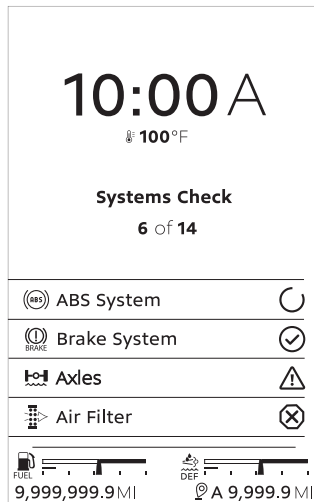 10:00 A
100°F
Systems Check
6 of 14
ABS ABS System
BRAKE Brake System
Axles
Air Filter
FUEL DEF
9,999,999.9 MI A 9,999.9 MI